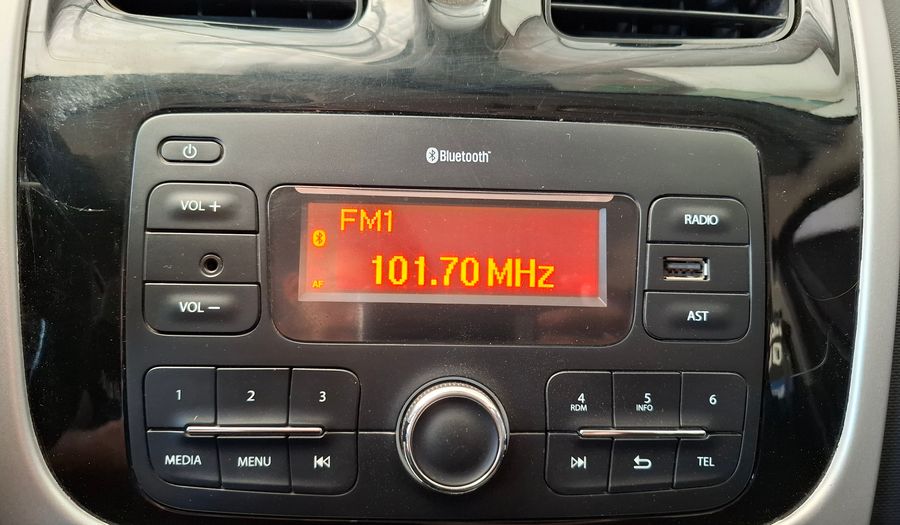 Bluetooth™
VOL +
FM1
RADIO
101.70 MHz
AF
VOL –
AST
1
2
3
4
RDM
5
INFO
6
MEDIA
MENU
TEL